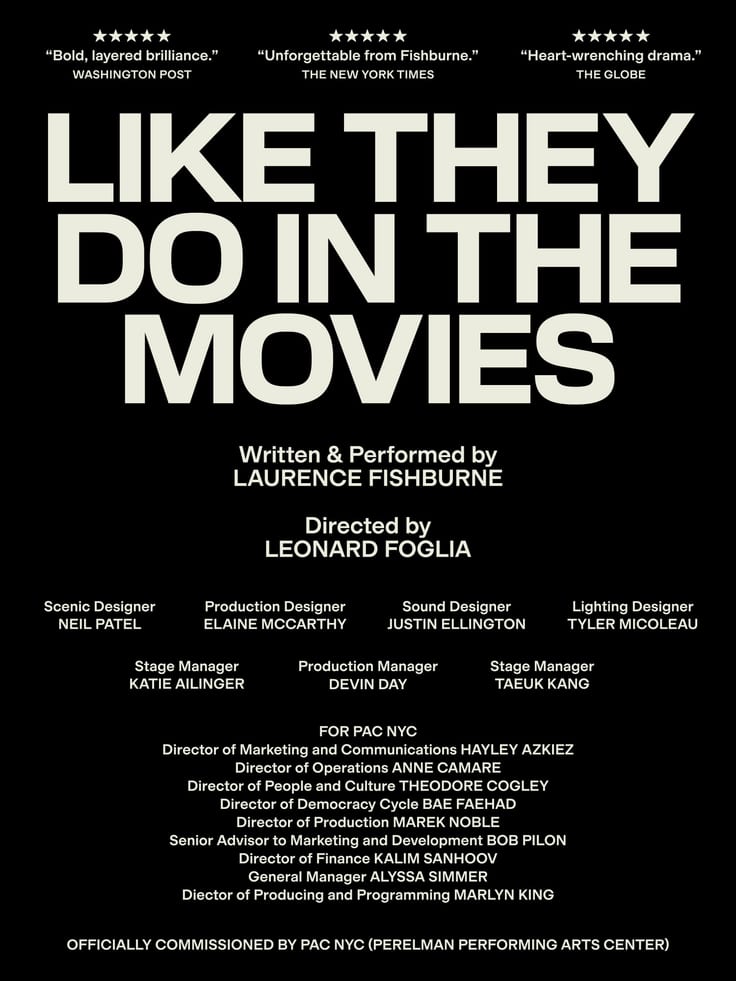 ★★★★★ ★★★★★ ★★★★★
“Bold, layered brilliance.” “Unforgettable from Fishburne.” “Heart-wrenching drama.”
WASHINGTON POST THE NEW YORK TIMES THE GLOBE
LIKE THEY
DO IN THE
MOVIES
Written & Performed by
LAURENCE FISHBURNE
Directed by
LEONARD FOGLIA
Scenic Designer Production Designer Sound Designer Lighting Designer
NEIL PATEL ELAINE MCCARTHY JUSTIN ELLINGTON TYLER MICOLEAU
Stage Manager Production Manager Stage Manager
KATIE AILINGER DEVIN DAY TAEUK KANG
FOR PAC NYC
Director of Marketing and Communications HAYLEY AZKIEZ
Director of Operations ANNE CAMARE
Director of People and Culture THEODORE COGLEY
Director of Democracy Cycle BAE FAEHAD
Director of Production MAREK NOBLE
Senior Advisor to Marketing and Development BOB PILON
Director of Finance KALIM SANHOOV
General Manager ALYSSA SIMMER
Diector of Producing and Programming MARLYN KING
OFFICIALLY COMMISSIONED BY PAC NYC (PERELMAN PERFORMING ARTS CENTER)